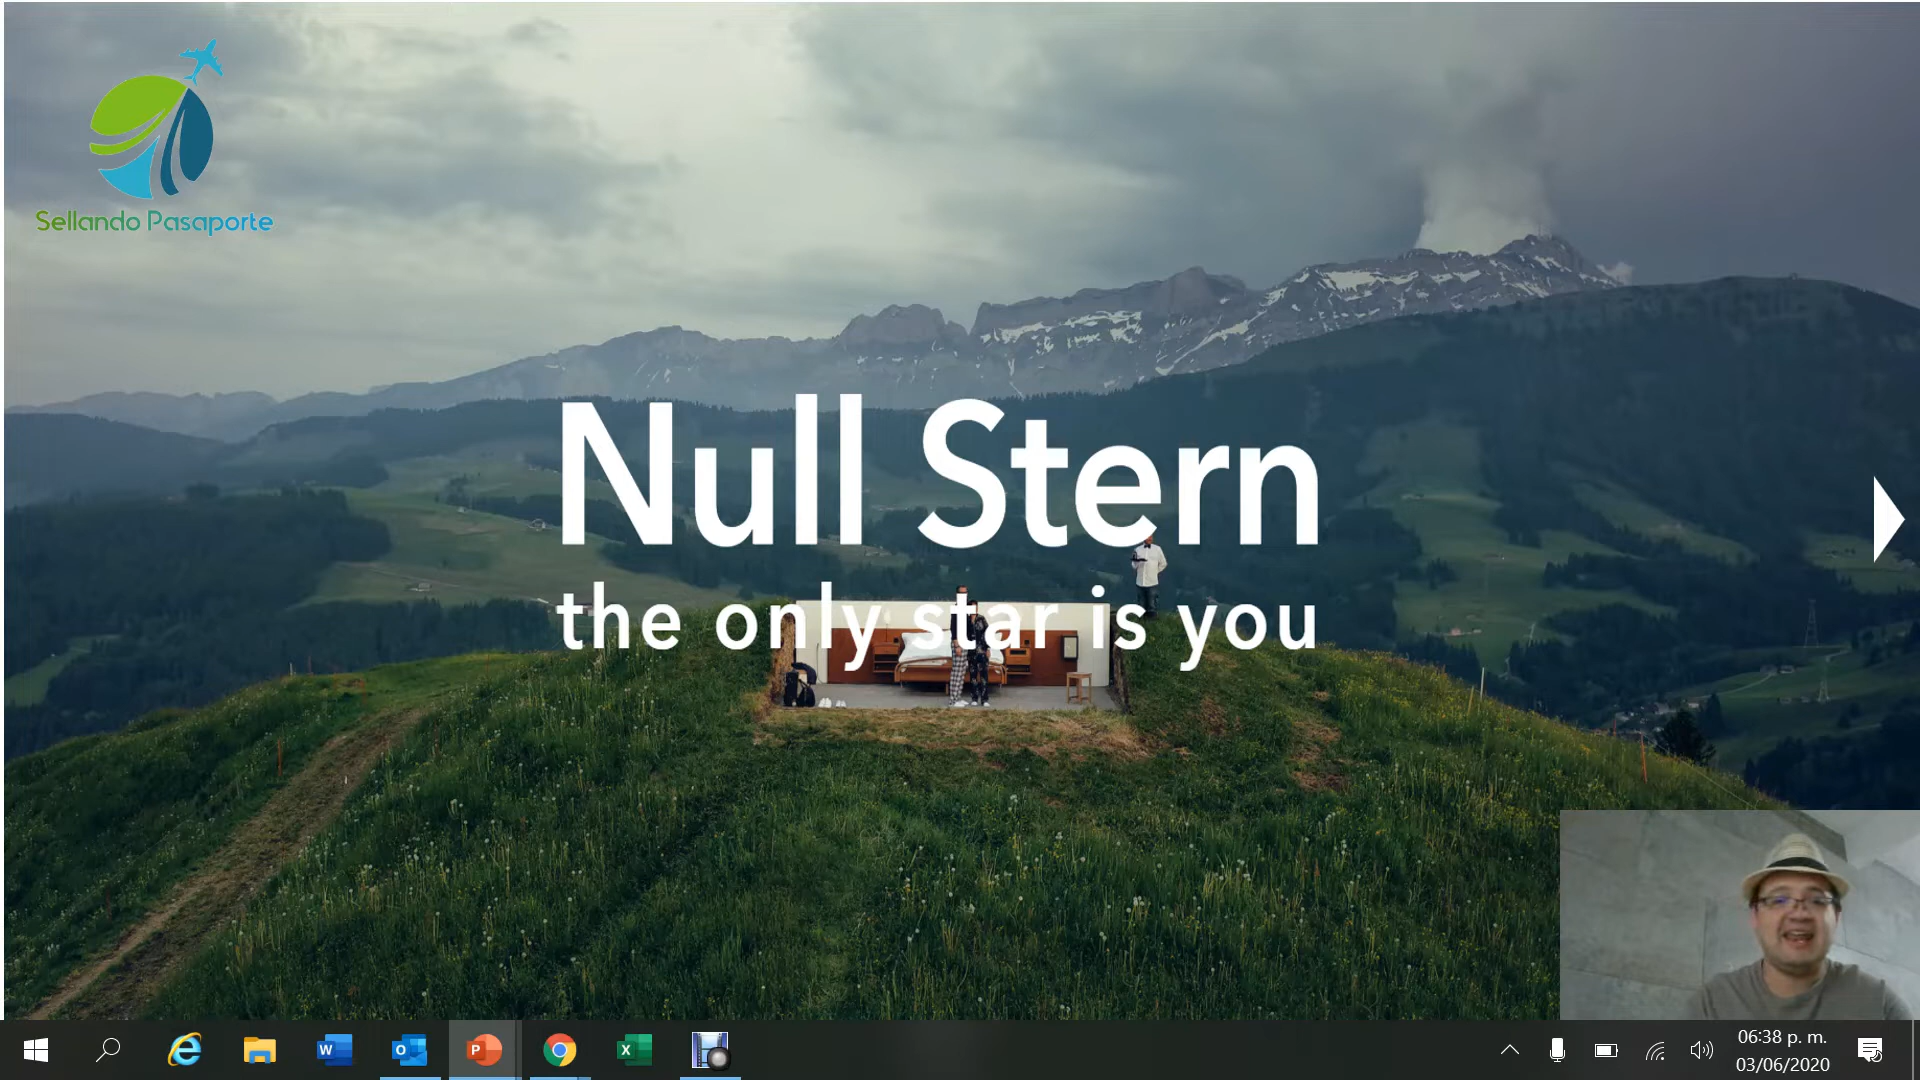 Sellando Pasaporte
Null Stern
the only star is you
W
O
P
X
06:38 p. m.
03/06/2020